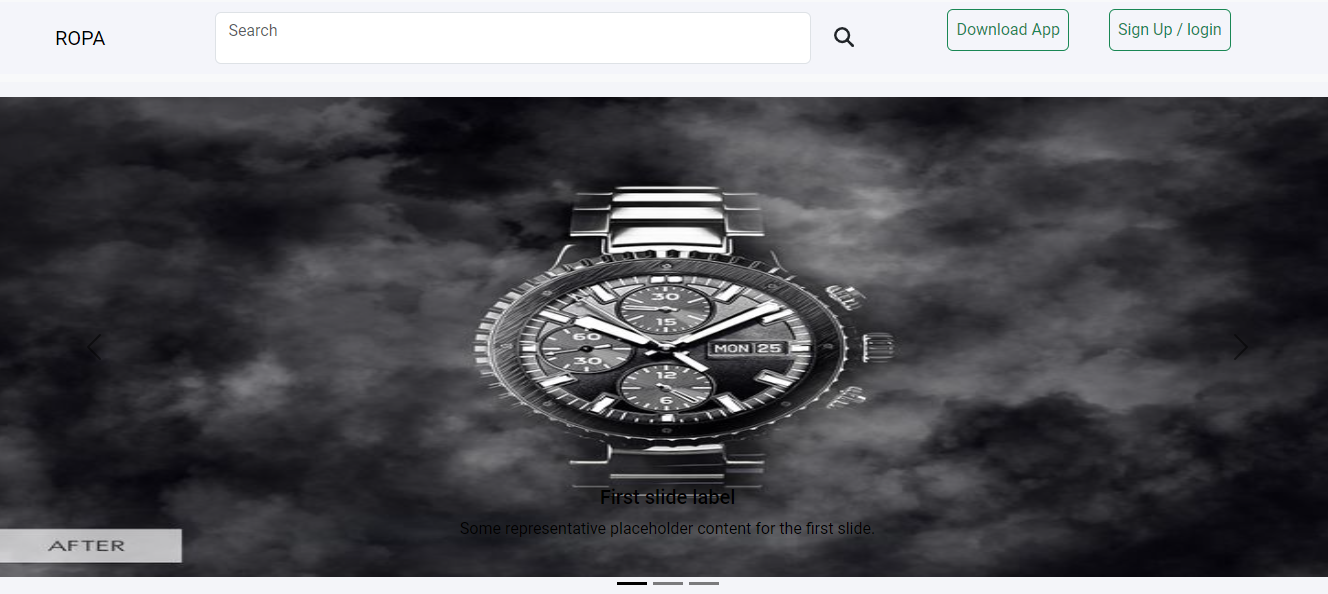 ROPA
Search
Download App
Sign Up / login
30
15
60
30
MON 25
12
6
First slide label
Some representative placeholder content for the first slide.
AFTER